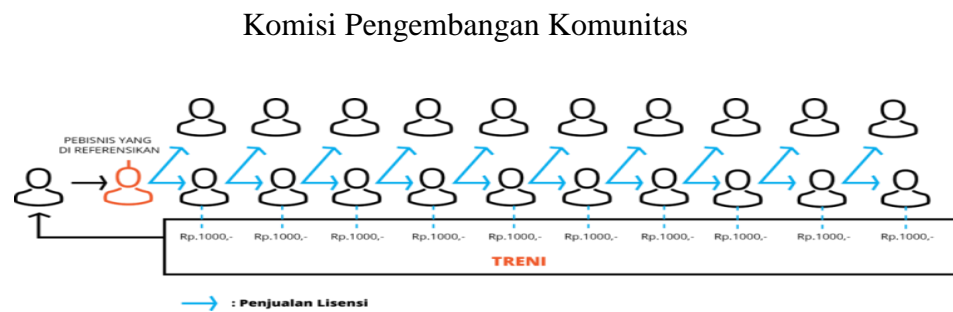 Komisi Pengembangan Komunitas
PEBISNIS YANG
DI REFERENSIKAN
Rp.1000,- Rp.1000,- Rp.1000,- Rp.1000,- Rp.1000,- Rp.1000,- Rp.1000,- Rp.1000,- Rp.1000,- Rp.1000,-
TRENI
: Penjualan Lisensi